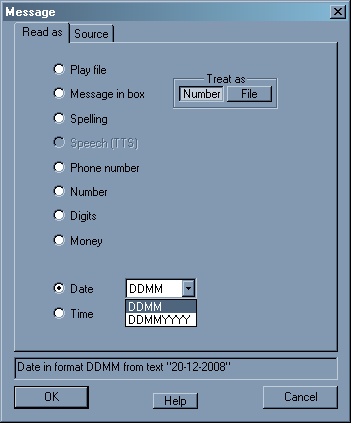 Message
Read as Source
Play file
Treat as
Message in box Number File
Spelling
Speech (TTS)
Phone number
Number
Digits
Money
Date DDMM
DDMM
Time DDMMYYYY
Date in format DDMM from text "20-12-2008"
OK Help Cancel